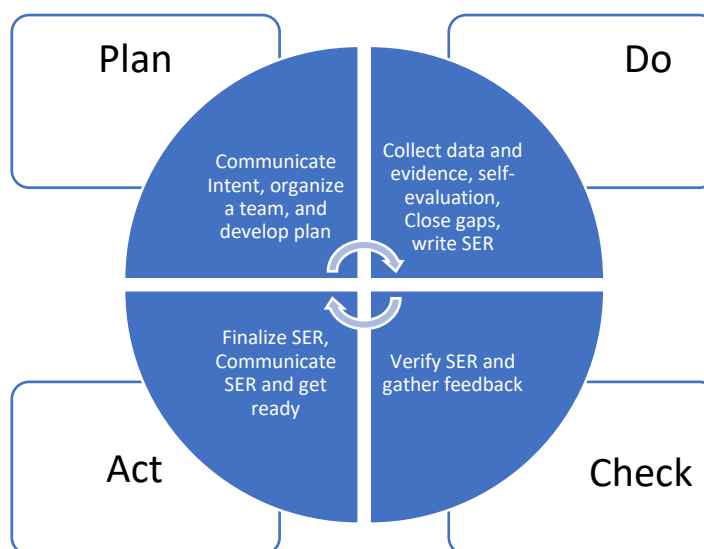 Plan
Communicate
Intent, organize
a team, and
develop plan
Do
Collect data and
evidence, self-
evaluation,
Close gaps,
write SER
Finalize SER,
Communicate
SER and get
ready
Act
Verify SER and
gather feedback
Check